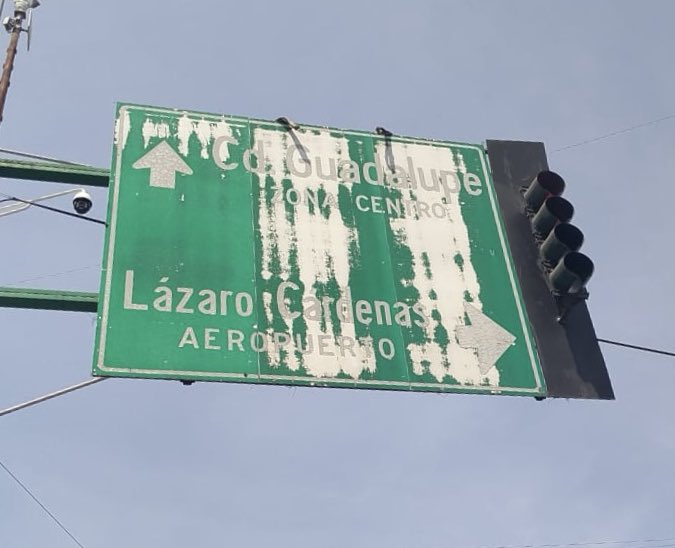 Cd. Guadalupe
ZONA CENTRO
Lázaro Cardenas
AEROPUERTO